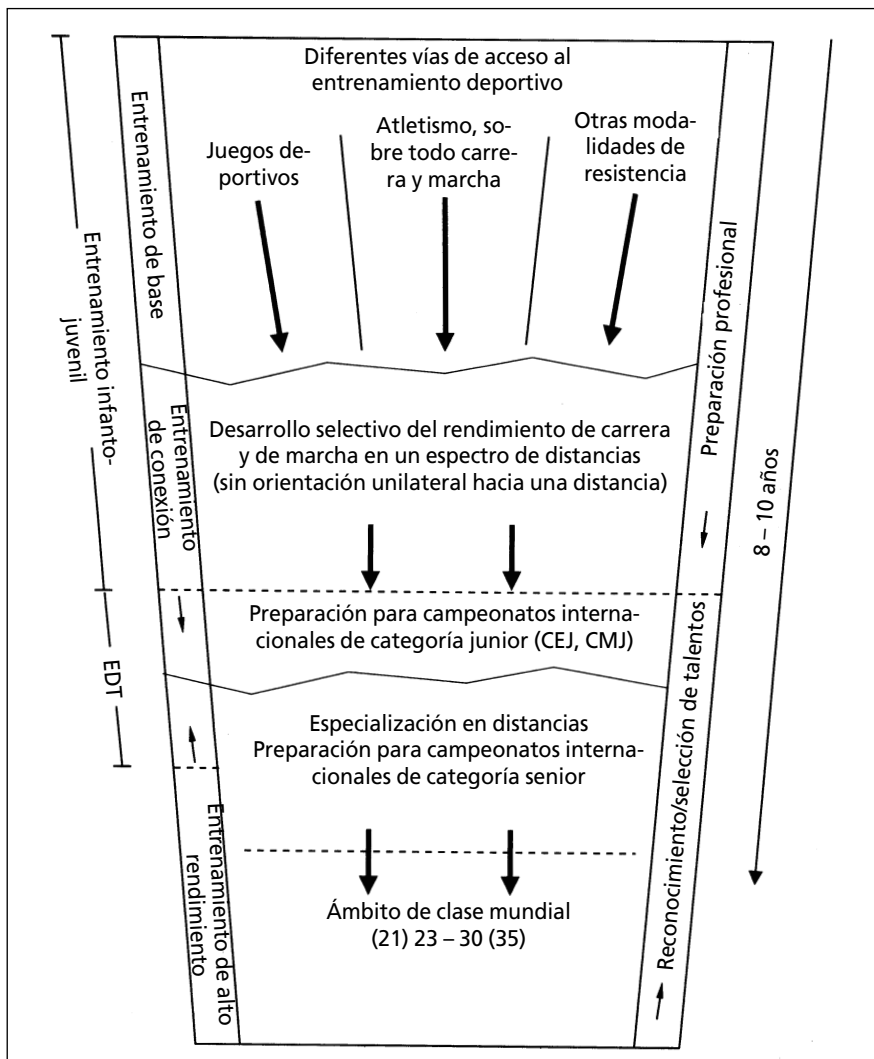 Diferentes vías de acceso al
entrenamiento deportivo
Juegos de-
portivos
Atletismo, so-
bre todo carre-
ra y marcha
Otras moda-
lidades de
resistencia
Entrenamiento de base
Entrenamiento infanto-
juvenil
Entrenamiento
de conexión
Preparación profesional
8 – 10 años
Desarrollo selectivo del rendimiento de carrera
y de marcha en un espectro de distancias
(sin orientación unilateral hacia una distancia)
Preparación para campeonatos interna-
cionales de categoría junior (CEJ, CMJ)
EDT
Especialización en distancias
Preparación para campeonatos interna-
cionales de categoría senior
Reconocimiento/selección de talentos
Entrenamiento de alto
rendimiento
Ámbito de clase mundial
(21) 23 – 30 (35)